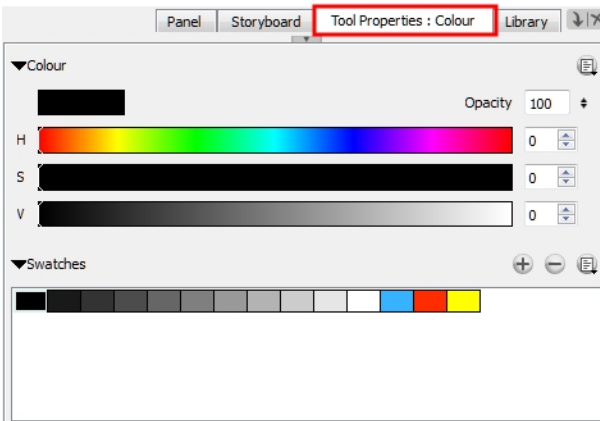 Panel Storyboard Tool Properties : Colour Library
Colour
Opacity 100
H 0
S 0
V 0
Swatches